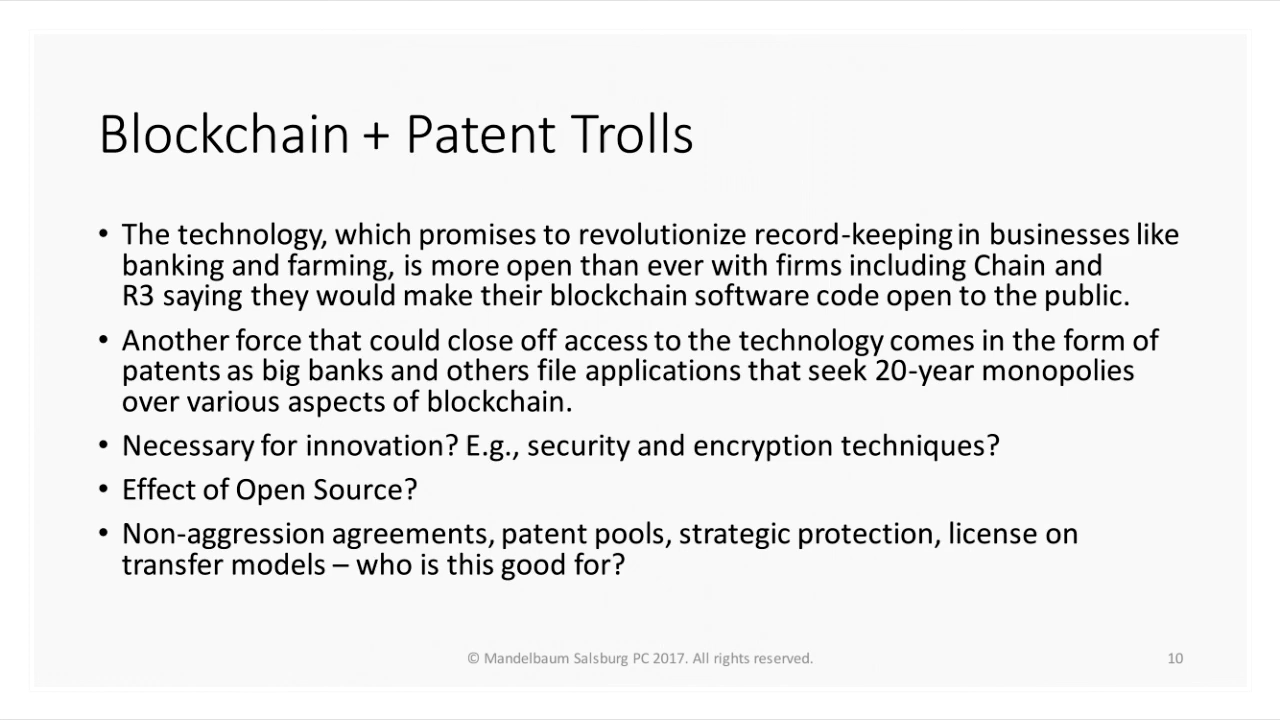 Blockchain + Patent Trolls
• The technology, which promises to revolutionize record-keeping in businesses like
banking and farming, is more open than ever with firms including Chain and
R3 saying they would make their blockchain software code open to the public.
• Another force that could close off access to the technology comes in the form of
patents as big banks and others file applications that seek 20-year monopolies
over various aspects of blockchain.
• Necessary for innovation? E.g., security and encryption techniques?
• Effect of Open Source?
• Non-aggression agreements, patent pools, strategic protection, license on
transfer models – who is this good for?
© Mandelbaum Salsburg PC 2017. All rights reserved.
10